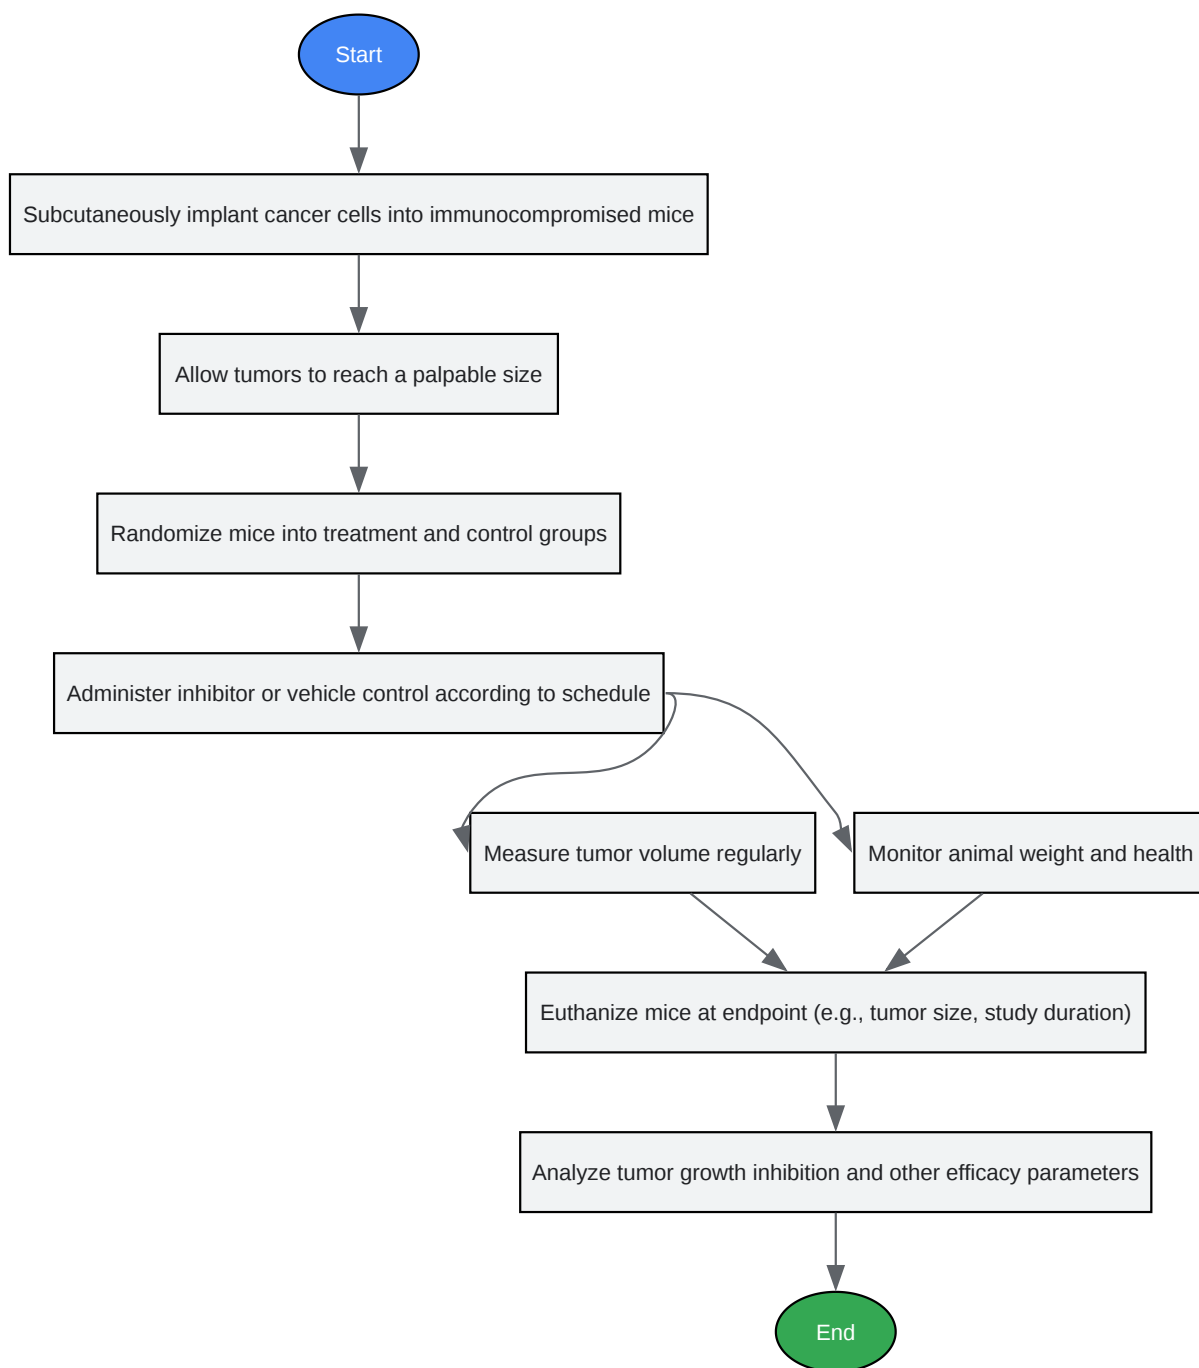 Start
Subcutaneously implant cancer cells into immunocompromised mice
Allow tumors to reach a palpable size
Randomize mice into treatment and control groups
Administer inhibitor or vehicle control according to schedule
Measure tumor volume regularly
Monitor animal weight and health
Euthanize mice at endpoint (e.g., tumor size, study duration)
Analyze tumor growth inhibition and other efficacy parameters
End